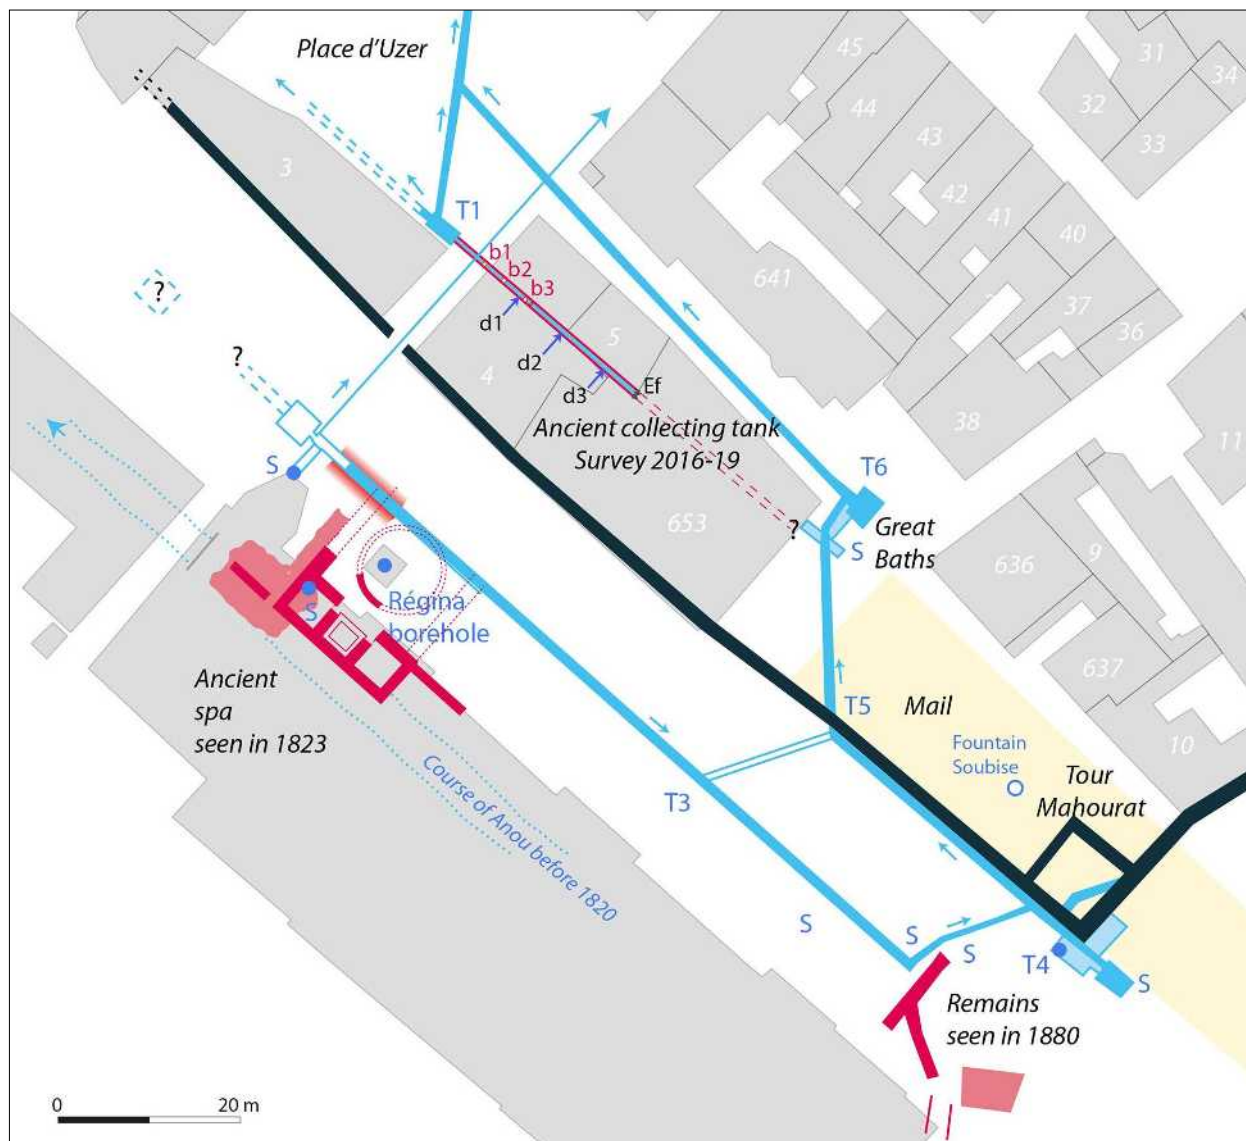 Place d'Uzer
45
31
34
44
32
43
33
3
42
T1
41
40
b1
641
b2
?
b3
37
d1
5
36
?
d2
4
Ef
38
d3
11
Ancient collecting tank
Survey 2016-19
S
T6
653
?
Great
Baths
S
636
9
Régina
borehole
S
637
Ancient
spa
seen in 1823
Mail
T5
10
Fountain
Soubise
Tour
Mahourat
Course of Anou before 1820
T3
S
S
S
T4
S
Remains
seen in 1880
0
20 m